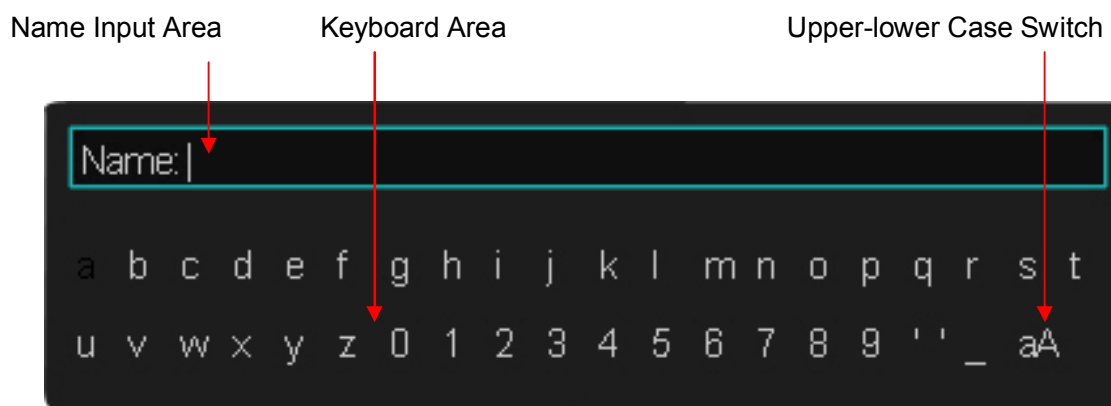 Name Input Area Keyboard Area Upper-lower Case Switch
Name:
a b c d e f g h i j k l m n o p q r s t
u v w x y z 0 1 2 3 4 5 6 7 8 9 ' ' _ aA